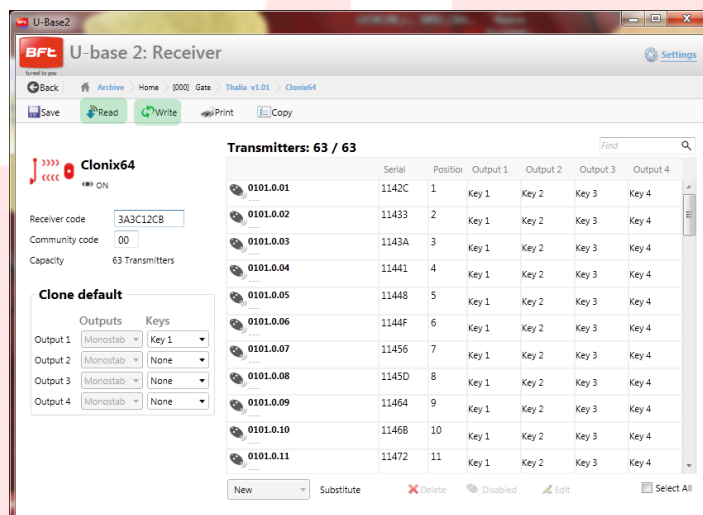 U-Base2
BFT
tuned to you
U-base 2: Receiver
Settings
Back Archive Home [000] Gate Thalia v1.01 Clonix64
Save Read Write Print Copy
Clonix64
ON
Receiver code 3A3C12CB
Community code 00
Capacity 63 Transmitters
Clone default
Outputs Keys
Output 1 Monostab Key 1
Output 2 Monostab None
Output 3 Monostab None
Output 4 Monostab None
Transmitters: 63 / 63
Find
Serial Position Output 1 Output 2 Output 3 Output 4
0101.0.01 1142C 1 Key 1 Key 2 Key 3 Key 4
---
0101.0.02 11433 2 Key 1 Key 2 Key 3 Key 4
---
0101.0.03 1143A 3 Key 1 Key 2 Key 3 Key 4
---
0101.0.04 11441 4 Key 1 Key 2 Key 3 Key 4
---
0101.0.05 11448 5 Key 1 Key 2 Key 3 Key 4
---
0101.0.06 1144F 6 Key 1 Key 2 Key 3 Key 4
---
0101.0.07 11456 7 Key 1 Key 2 Key 3 Key 4
---
0101.0.08 1145D 8 Key 1 Key 2 Key 3 Key 4
---
0101.0.09 11464 9 Key 1 Key 2 Key 3 Key 4
---
0101.0.10 1146B 10 Key 1 Key 2 Key 3 Key 4
---
0101.0.11 11472 11 Key 1 Key 2 Key 3 Key 4
---
New Substitute Delete Disabled Edit Select All